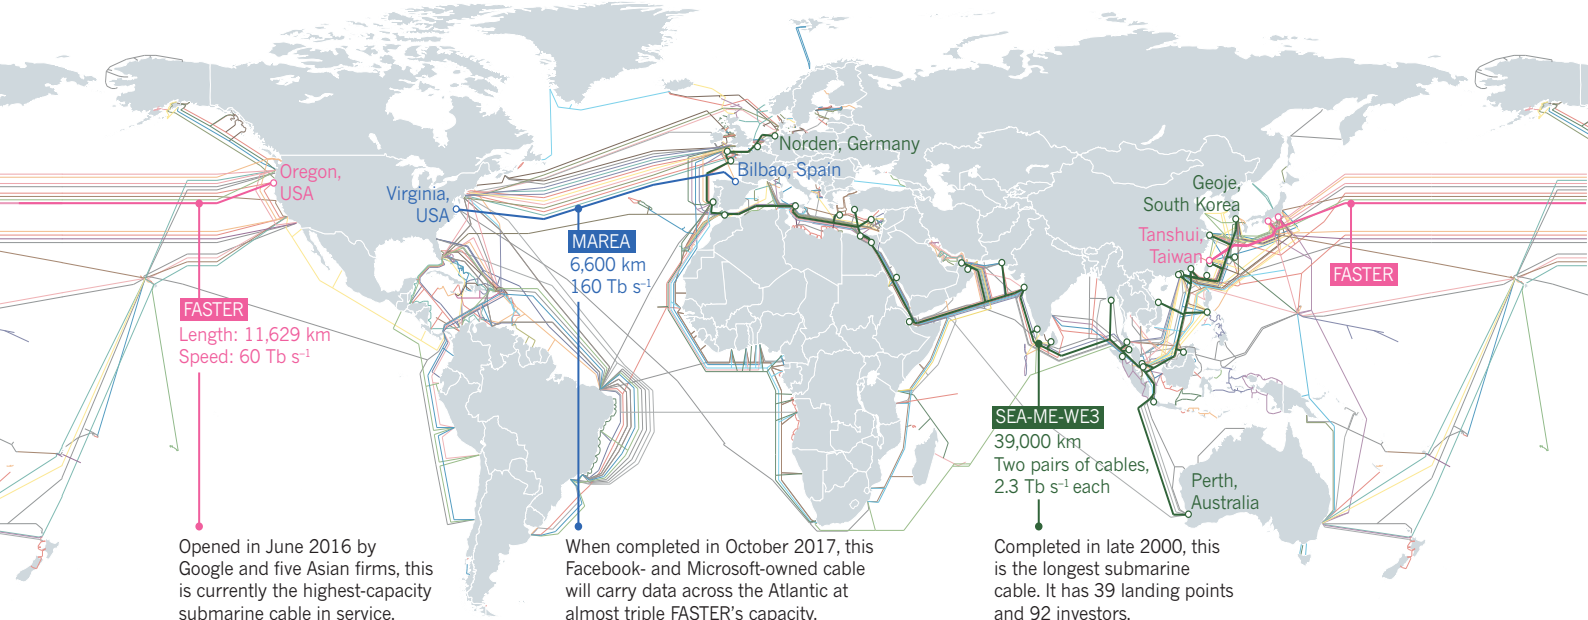 Norden, Germany
Oregon,
USA
Virginia,
USA
Bilbao, Spain
Geoje,
South Korea
Tanshui,
Taiwan
MAREA
6,600 km
160 Tb s⁻¹
FASTER
FASTER
Length: 11,629 km
Speed: 60 Tb s⁻¹
SEA-ME-WE3
39,000 km
Two pairs of cables,
2.3 Tb s⁻¹ each
Perth,
Australia
Opened in June 2016 by
Google and five Asian firms, this
is currently the highest-capacity
submarine cable in service.
When completed in October 2017, this
Facebook- and Microsoft-owned cable
will carry data across the Atlantic at
almost triple FASTER’s capacity.
Completed in late 2000, this
is the longest submarine
cable. It has 39 landing points
and 92 investors.